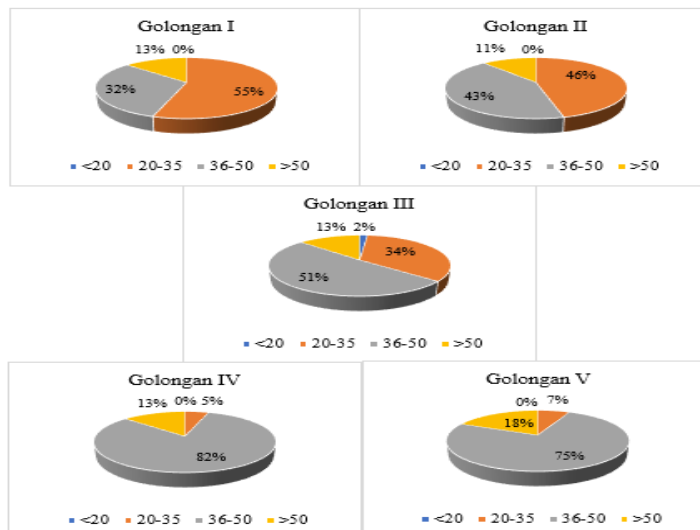 Golongan I
13% 0%
32%
55%
<20 20-35 36-50 >50
Golongan II
11% 0%
46%
43%
<20 20-35 36-50 >50
Golongan III
13% 2%
34%
51%
<20 20-35 36-50 >50
Golongan IV
13% 0% 5%
82%
<20 20-35 36-50 >50
Golongan V
0% 7%
18%
75%
<20 20-35 36-50 >50